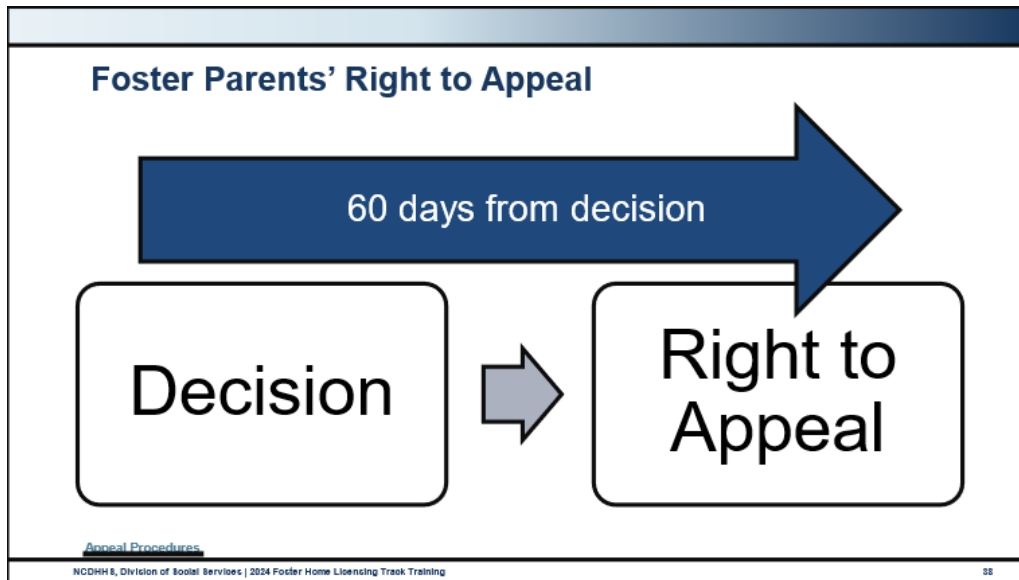 Foster Parents’ Right to Appeal
60 days from decision
Decision
Right to
Appeal
Appeal Procedures
NCDHHS, Division of Social Services | 2024 Foster Home Licensing Track Training
38